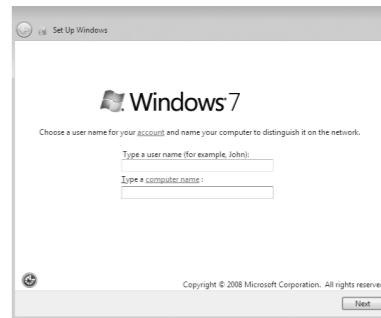 Set Up Windows
Windows 7
Choose a user name for your account and name your computer to distinguish it on the network.
Type a user name (for example, John):
Type a computer name :
Copyright © 2008 Microsoft Corporation. All rights reserve
Next